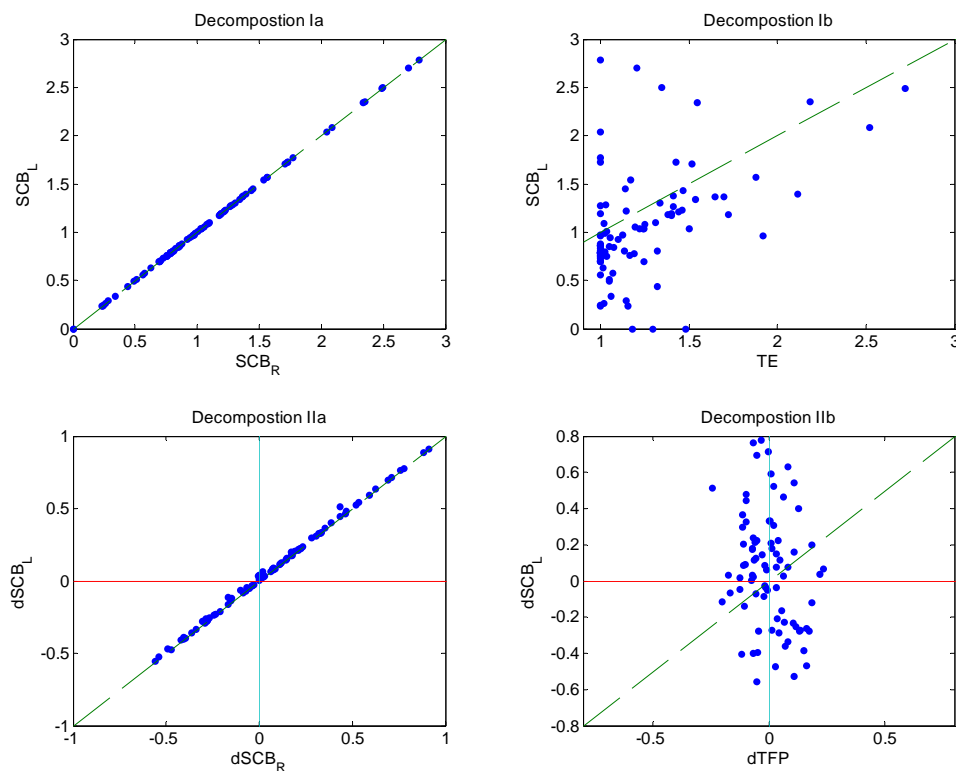 Decompostion Ia
3
2.5
2
1.5
1
0.5
0
SCB_L
0 0.5 1 1.5 2 2.5 3
SCB_R
Decompostion Ib
3
2.5
2
1.5
1
0.5
0
SCB_L
1 1.5 2 2.5 3
TE
Decompostion IIa
1
0.5
0
-0.5
-1
dSCB_L
-1 -0.5 0 0.5 1
dSCB_R
Decompostion IIb
0.8
0.6
0.4
0.2
0
-0.2
-0.4
-0.6
-0.8
dSCB_L
-0.5 0 0.5
dTFP